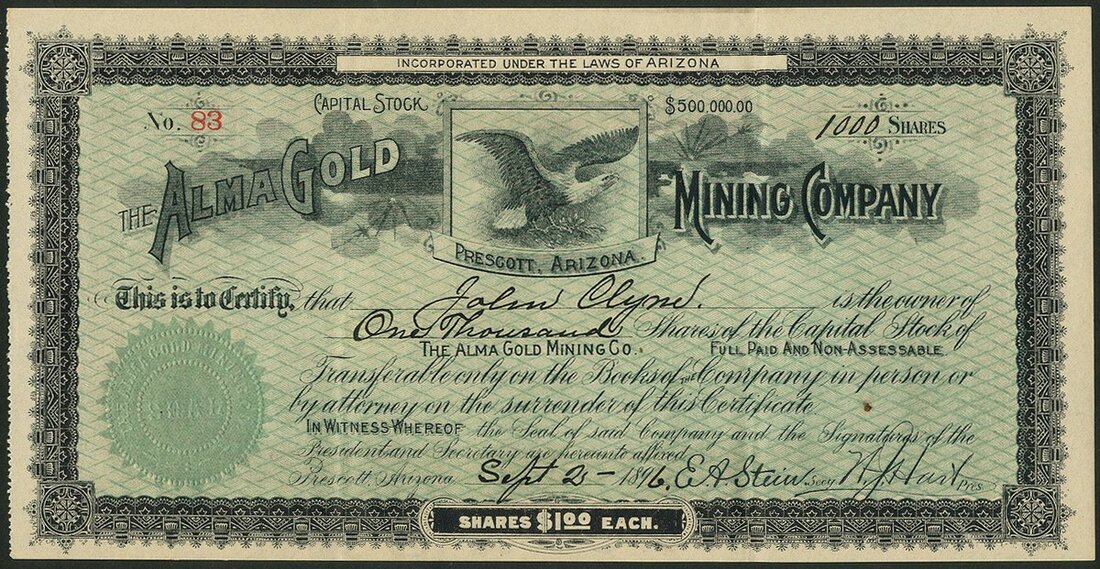 INCORPORATED UNDER THE LAWS OF ARIZONA
No. 83
CAPITAL STOCK
$500.000.00
1000 SHARES
THE ALMA GOLD MINING COMPANY
PRESCOTT, ARIZONA.
This is to Certify, that John Clyne. is the owner of
One Thousand Shares of the Capital Stock of
THE ALMA GOLD MINING CO. FULL PAID AND NON-ASSESSABLE
Transferable only on the Books of the Company in person or
by attorney on the surrender of this Certificate
IN WITNESS WHEREOF the Seal of said Company and the Signatures of the
President and Secretary are hereunto affixed
Prescott, Arizona Sept 2 - 1896. E A Stein Secy Pres.
SHARES $1.00 EACH.